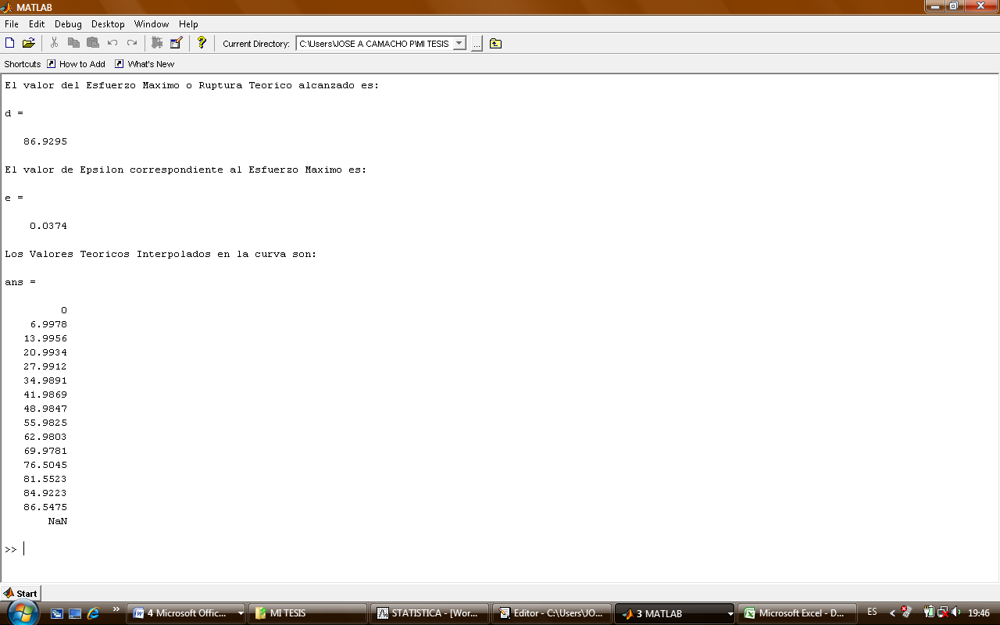 MATLAB
File Edit Debug Desktop Window Help
Current Directory: C:\Users\JOSE A CAMACHO P\MI TESIS ...
Shortcuts How to Add What's New
El valor del Esfuerzo Maximo o Ruptura Teorico alcanzado es:
d =
86.9295
El valor de Epsilon correspondiente al Esfuerzo Maximo es:
e =
0.0374
Los Valores Teoricos Interpolados en la curva son:
ans =
0
6.9978
13.9956
20.9934
27.9912
34.9891
41.9869
48.9847
55.9825
62.9803
69.9781
76.5045
81.5523
84.9223
86.5475
NaN
>>
Start
» 4 Microsoft Offic... MI TESIS STATISTICA - [Wor... Editor - C:\Users\JO... 3 MATLAB Microsoft Excel - D... ES 19:46